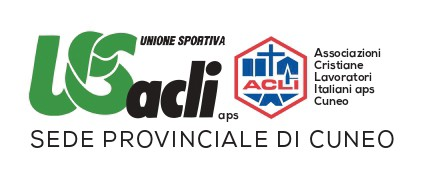 UNIONE SPORTIVA
US acli aps
ACLI
Associazioni
Cristiane
Lavoratori
Italiani aps
Cuneo
SEDE PROVINCIALE DI CUNEO